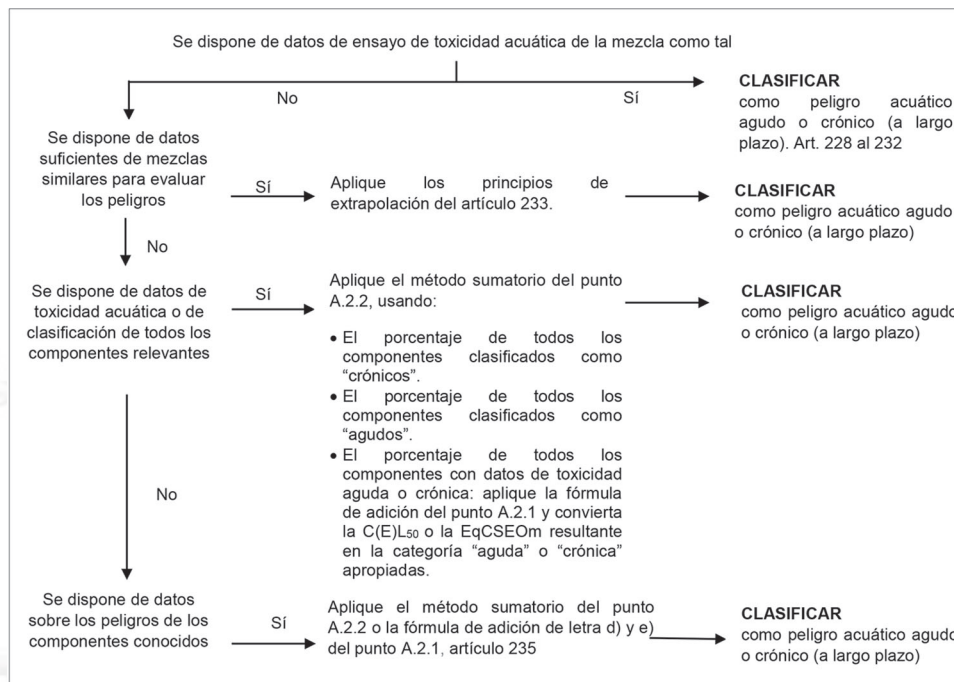 Se dispone de datos de ensayo de toxicidad acuática de la mezcla como tal
No
Sí
CLASIFICAR
como peligro acuático
agudo o crónico (a largo
plazo). Art. 228 al 232
Se dispone de datos
suficientes de mezclas
similares para evaluar
los peligros
Sí
Aplique los principios de
extrapolación del artículo 233.
CLASIFICAR
como peligro acuático agudo
o crónico (a largo plazo)
No
Se dispone de datos de
toxicidad acuática o de
clasificación de todos los
componentes relevantes
Sí
Aplique el método sumatorio del punto
A.2.2, usando:
• El porcentaje de todos los
componentes clasificados como
“crónicos”.
• El porcentaje de todos los
componentes clasificados como
“agudos”.
• El porcentaje de todos los
componentes con datos de toxicidad
aguda o crónica: aplique la fórmula
de adición del punto A.2.1 y convierta
la C(E)L50 o la EqCSEOm resultante
en la categoría “aguda” o “crónica”
apropiadas.
CLASIFICAR
como peligro acuático agudo
o crónico (a largo plazo)
No
Se dispone de datos
sobre los peligros de los
componentes conocidos
Sí
Aplique el método sumatorio del punto
A.2.2 o la fórmula de adición de letra d) y e)
del punto A.2.1, artículo 235
CLASIFICAR
como peligro acuático agudo
o crónico (a largo plazo)